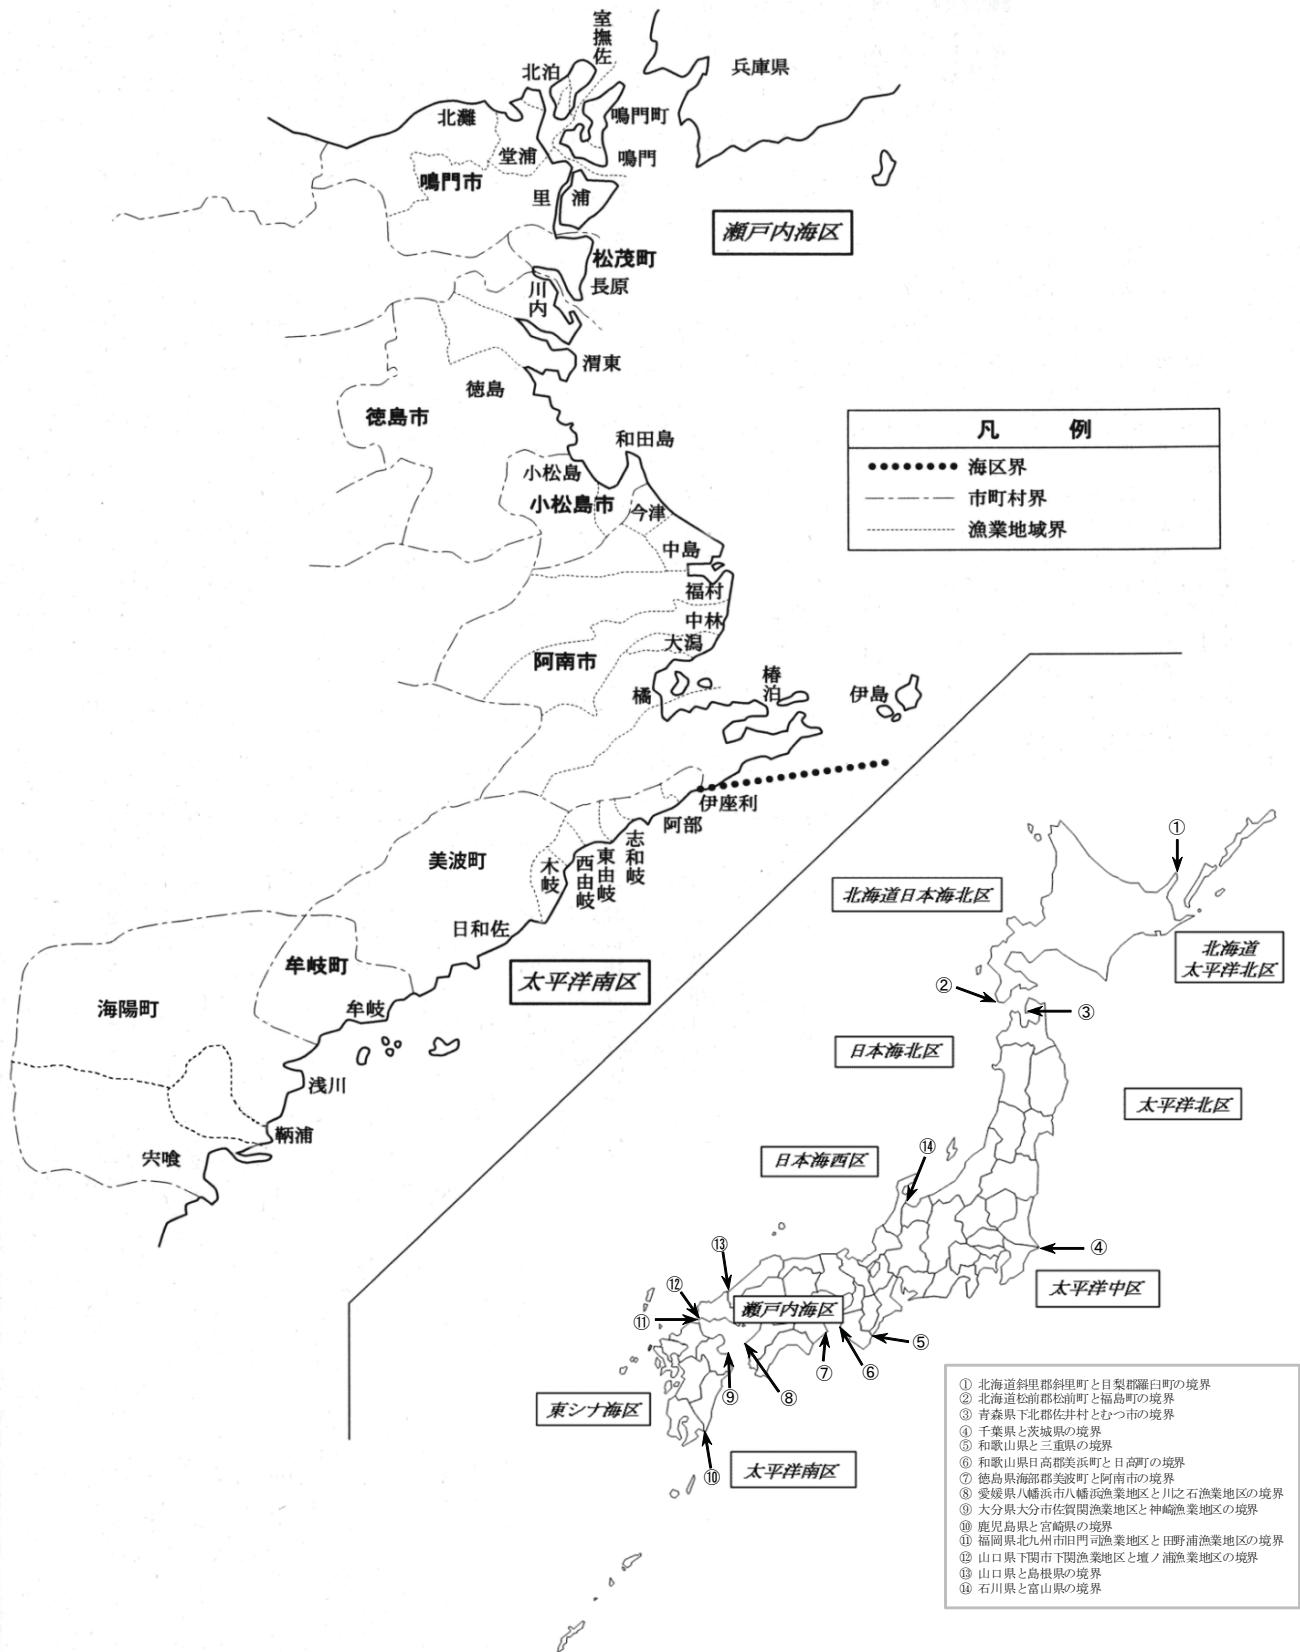 室撫佐
北泊
兵庫県
北灘
鳴門町
堂浦
鳴門
鳴門市
里浦
瀬戸内海区
松茂町
長原
川内
渭東
徳島
徳島市
凡 例
海区界
市町村界
漁業地域界
和田島
小松島
小松島市
今津
中島
福村
中林
大潟
阿南市
椿泊
伊島
橘
伊座利
阿部
志和岐
東由岐
西由岐
木岐
美波町
日和佐
太平洋南区
牟岐町
牟岐
海陽町
浅川
鞆浦
宍喰
①
北海道日本海北区
北海道
太平洋北区
②
③
日本海北区
太平洋北区
日本海西区
⑭
④
太平洋中区
⑬
⑫
瀬戸内海区
⑪
⑤
⑥
⑦
⑧
⑨
東シナ海区
⑩
太平洋南区
① 北海道斜里郡斜里町と目梨郡羅臼町の境界
② 北海道松前郡松前町と福島町の境界
③ 青森県下北郡佐井村とむつ市の境界
④ 千葉県と茨城県の境界
⑤ 和歌山県と三重県の境界
⑥ 和歌山県日高郡美浜町と日高町の境界
⑦ 徳島県海部郡美波町と阿南市の境界
⑧ 愛媛県八幡浜市八幡浜漁業地区と川之石漁業地区の境界
⑨ 大分県大分市佐賀関漁業地区と神崎漁業地区の境界
⑩ 鹿児島県と宮崎県の境界
⑪ 福岡県北九州市旧門司漁業地区と田野浦漁業地区の境界
⑫ 山口県下関市下関漁業地区と壇ノ浦漁業地区の境界
⑬ 山口県と島根県の境界
⑭ 石川県と富山県の境界